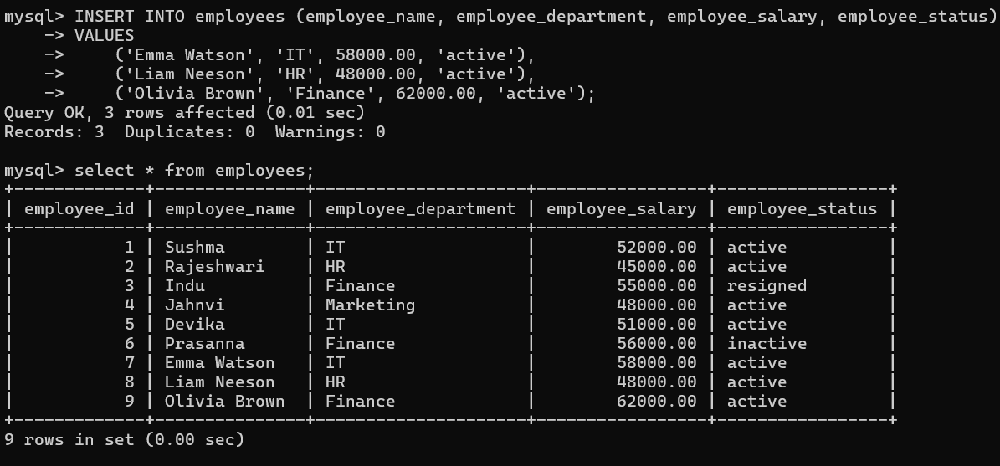 mysql> INSERT INTO employees (employee_name, employee_department, employee_salary, employee_status)
    -> VALUES
    ->     ('Emma Watson', 'IT', 58000.00, 'active'),
    ->     ('Liam Neeson', 'HR', 48000.00, 'active'),
    ->     ('Olivia Brown', 'Finance', 62000.00, 'active');
Query OK, 3 rows affected (0.01 sec)
Records: 3  Duplicates: 0  Warnings: 0

mysql> select * from employees;
+-------------+---------------+---------------------+-----------------+-----------------+
| employee_id | employee_name | employee_department | employee_salary | employee_status |
+-------------+---------------+---------------------+-----------------+-----------------+
|           1 | Sushma        | IT                  |        52000.00 | active          |
|           2 | Rajeshwari    | HR                  |        45000.00 | active          |
|           3 | Indu          | Finance             |        55000.00 | resigned        |
|           4 | Jahnvi        | Marketing           |        48000.00 | active          |
|           5 | Devika        | IT                  |        51000.00 | active          |
|           6 | Prasanna      | Finance             |        56000.00 | inactive        |
|           7 | Emma Watson   | IT                  |        58000.00 | active          |
|           8 | Liam Neeson   | HR                  |        48000.00 | active          |
|           9 | Olivia Brown  | Finance             |        62000.00 | active          |
+-------------+---------------+---------------------+-----------------+-----------------+
9 rows in set (0.00 sec)